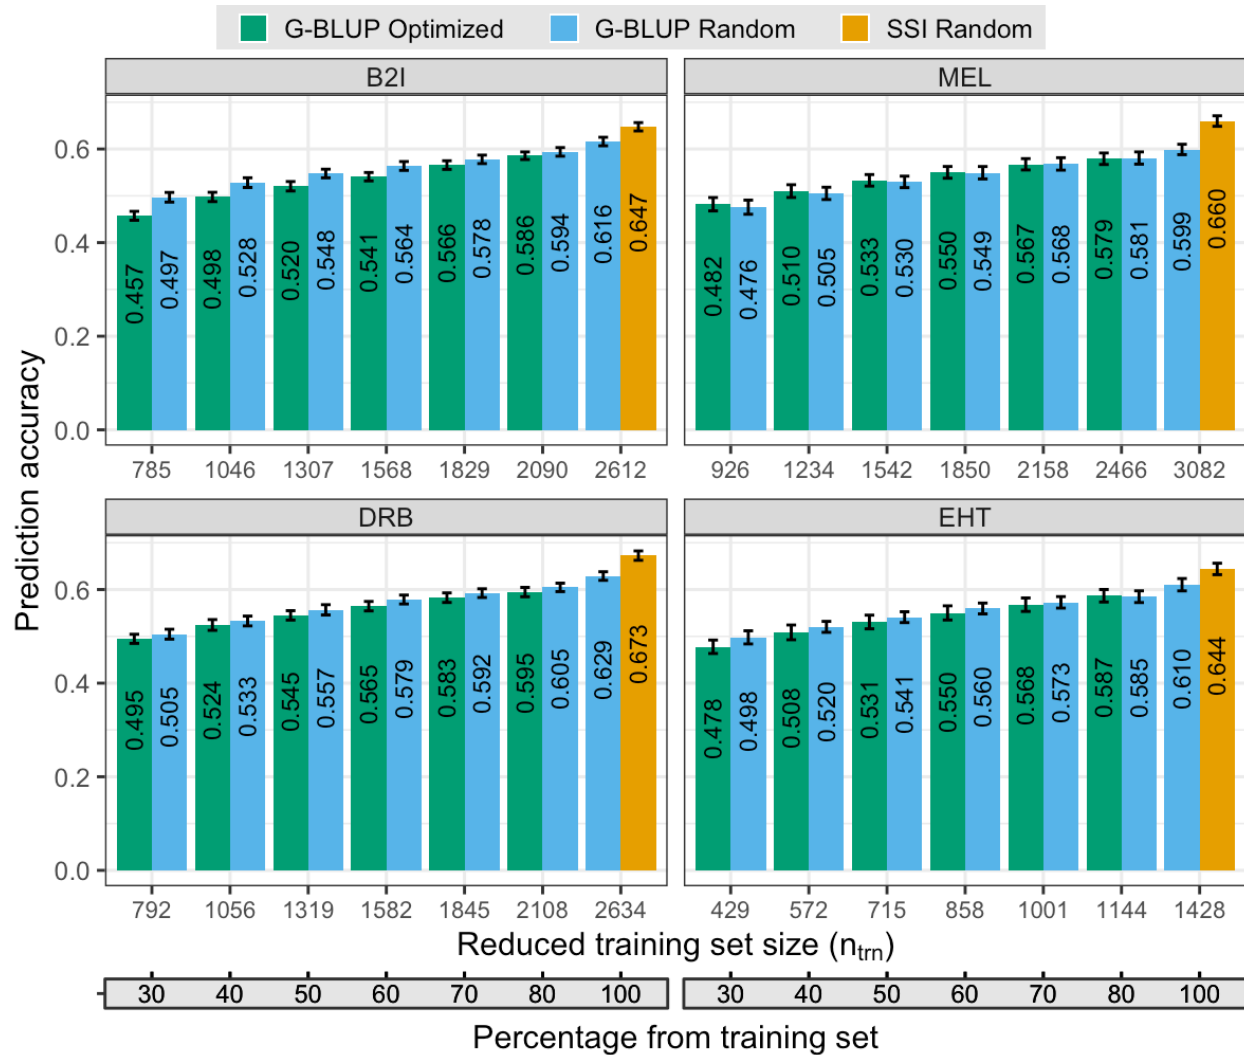 G-BLUP Optimized G-BLUP Random SSI Random
B2I MEL
Prediction accuracy
0.6
0.4
0.2
0.0
0.457 0.497 0.498 0.528 0.520 0.548 0.541 0.564 0.566 0.578 0.586 0.594 0.616 0.647
0.482 0.476 0.510 0.505 0.533 0.530 0.550 0.549 0.567 0.568 0.579 0.581 0.599 0.660
785 1046 1307 1568 1829 2090 2612
926 1234 1542 1850 2158 2466 3082
DRB EHT
0.6
0.4
0.2
0.0
0.495 0.505 0.524 0.533 0.545 0.557 0.565 0.579 0.583 0.592 0.595 0.605 0.629 0.673
0.478 0.498 0.508 0.520 0.531 0.541 0.550 0.560 0.568 0.573 0.587 0.585 0.610 0.644
792 1056 1319 1582 1845 2108 2634
429 572 715 858 1001 1144 1428
Reduced training set size (n_trn)
30 40 50 60 70 80 100
30 40 50 60 70 80 100
Percentage from training set